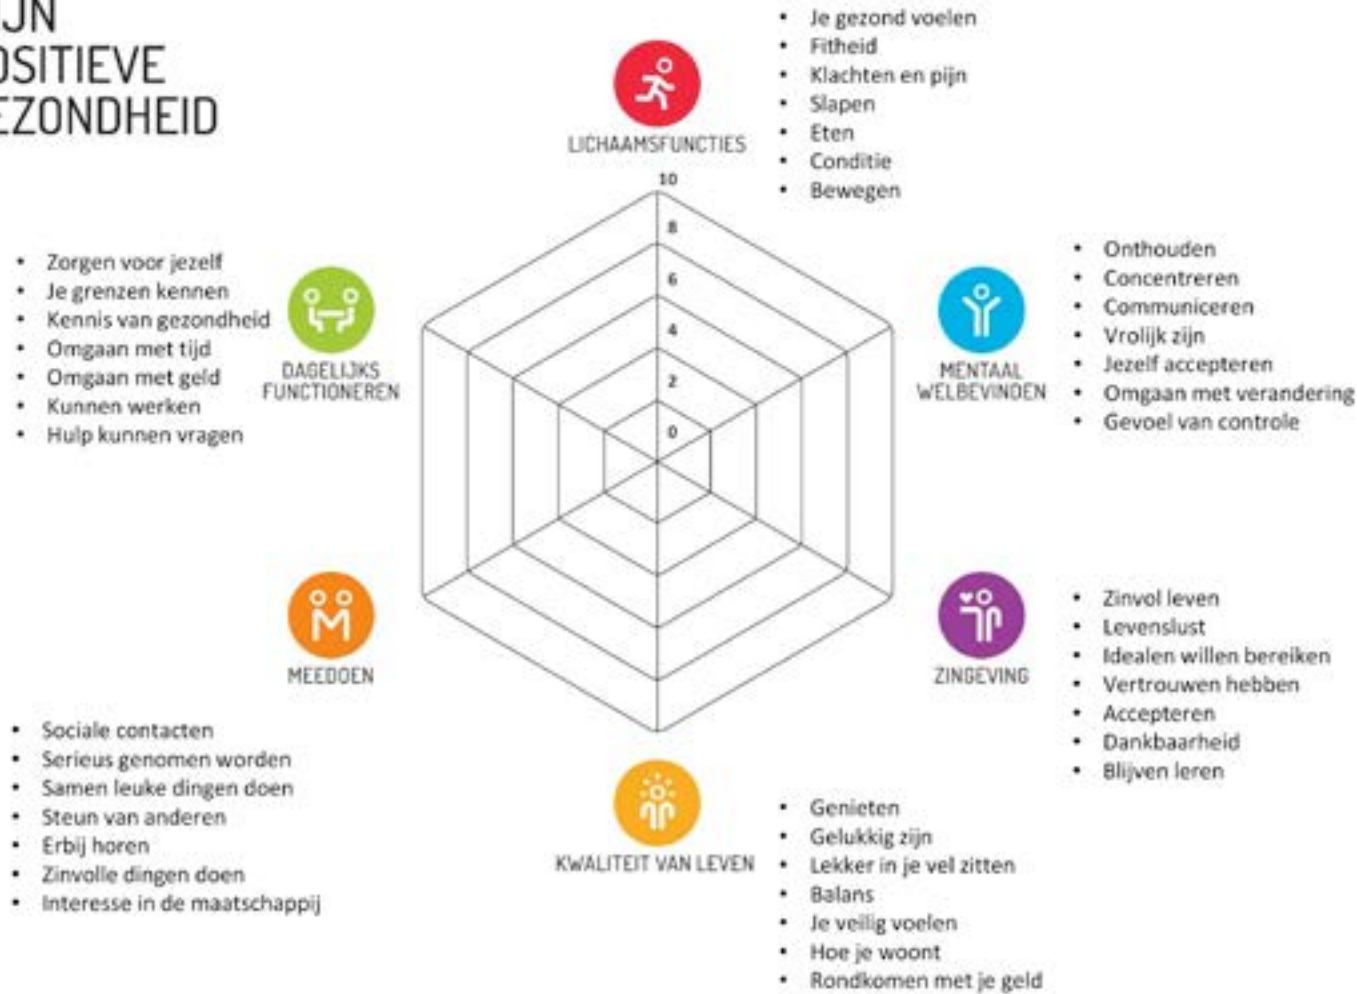 IJN
OSITIEVE
EZONDHEID
LICHAAMSFUNCTIES
• Je gezond voelen
• Fitheid
• Klachten en pijn
• Slapen
• Eten
• Conditie
• Bewegen
10
8
6
4
2
0
MENTAAL
WELBEVINDEN
• Onthouden
• Concentreren
• Communiceren
• Vrolijk zijn
• Jezelf accepteren
• Omgaan met verandering
• Gevoel van controle
ZINGEVING
• Zinvol leven
• Levenslust
• Idealen willen bereiken
• Vertrouwen hebben
• Accepteren
• Dankbaarheid
• Blijven leren
KWALITEIT VAN LEVEN
• Genieten
• Gelukkig zijn
• Lekker in je vel zitten
• Balans
• Je veilig voelen
• Hoe je woont
• Rondkomen met je geld
MEEDOEN
• Sociale contacten
• Serieus genomen worden
• Samen leuke dingen doen
• Steun van anderen
• Erbij horen
• Zinvolle dingen doen
• Interesse in de maatschappij
DAGELIJKS
FUNCTIONEREN
• Zorgen voor jezelf
• Je grenzen kennen
• Kennis van gezondheid
• Omgaan met tijd
• Omgaan met geld
• Kunnen werken
• Hulp kunnen vragen